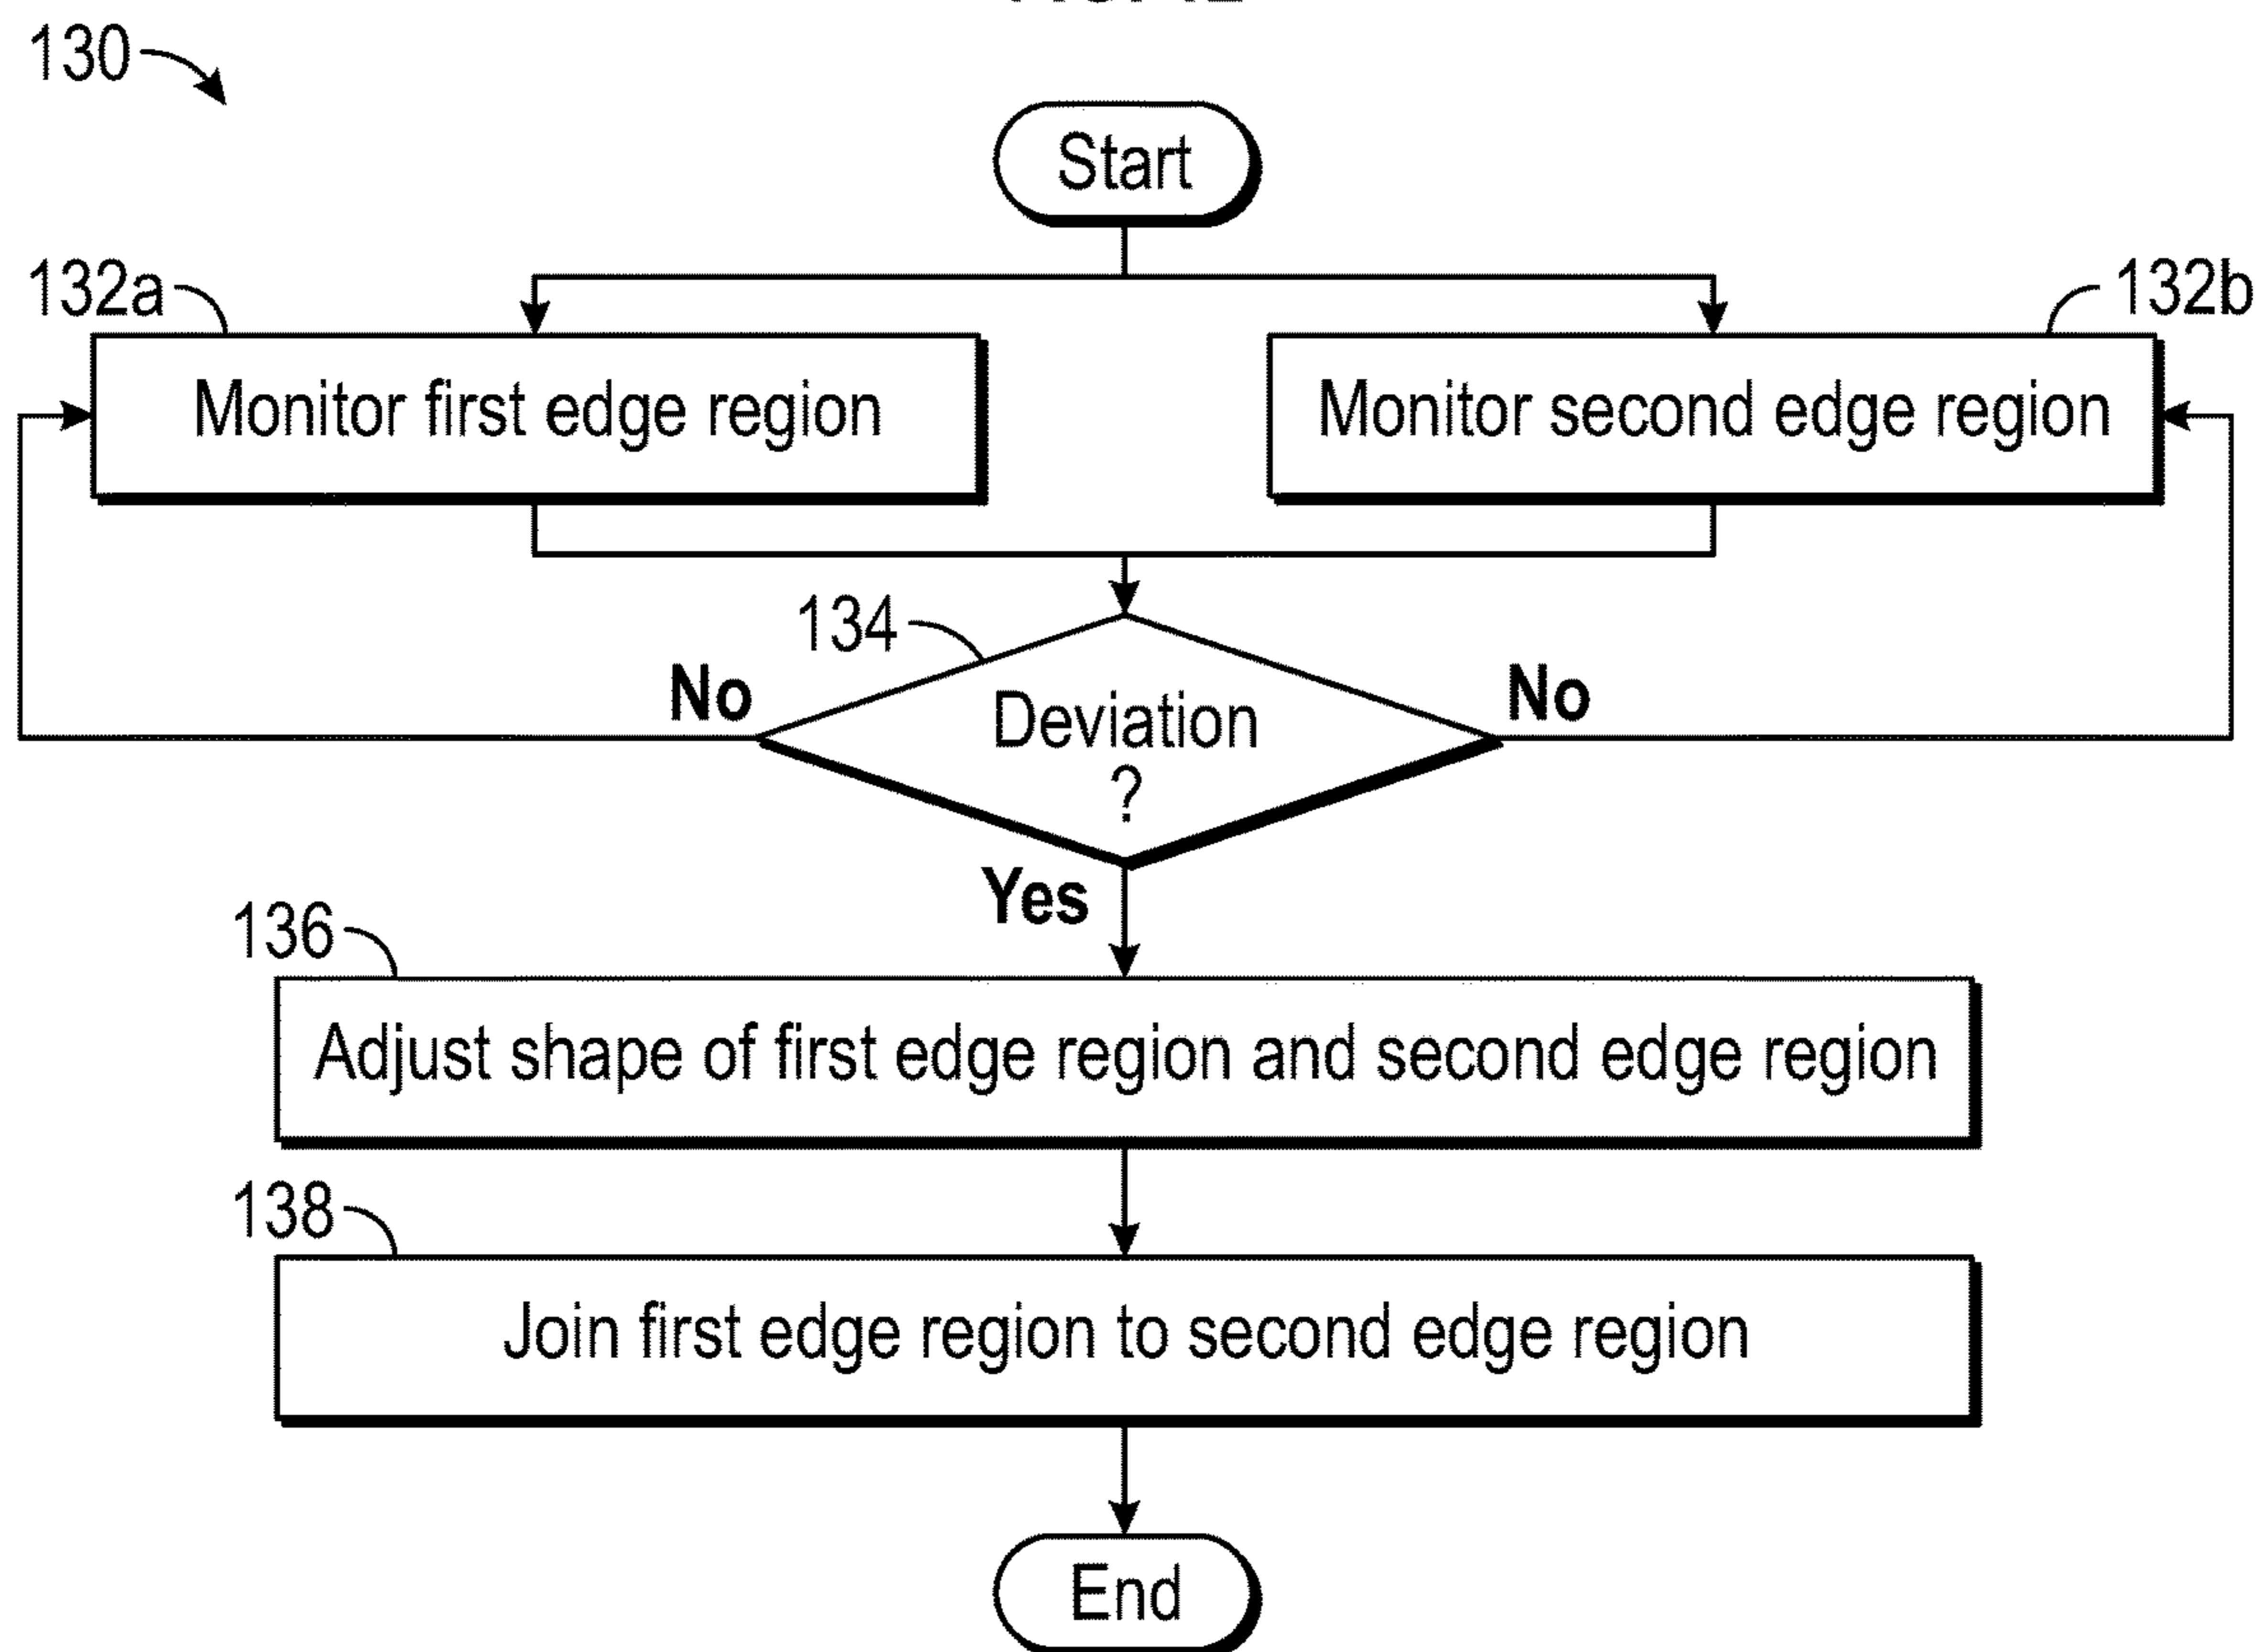 130
Start
132a
132b
Monitor first edge region
Monitor second edge region
134
No
No
Deviation
?
Yes
136
Adjust shape of first edge region and second edge region
138
Join first edge region to second edge region
End